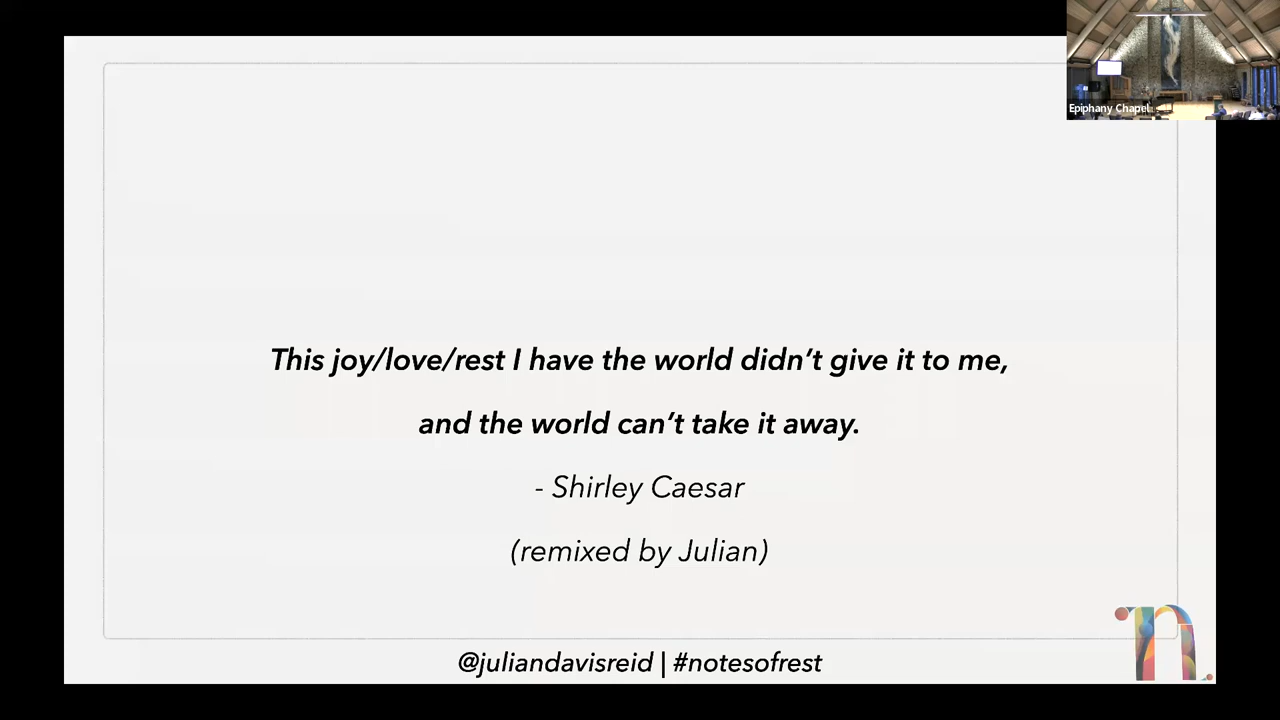 Epiphany Chapel
This joy/love/rest I have the world didn’t give it to me,
and the world can’t take it away.
- Shirley Caesar
(remixed by Julian)
n.
@juliandavisreid | #notesofrest